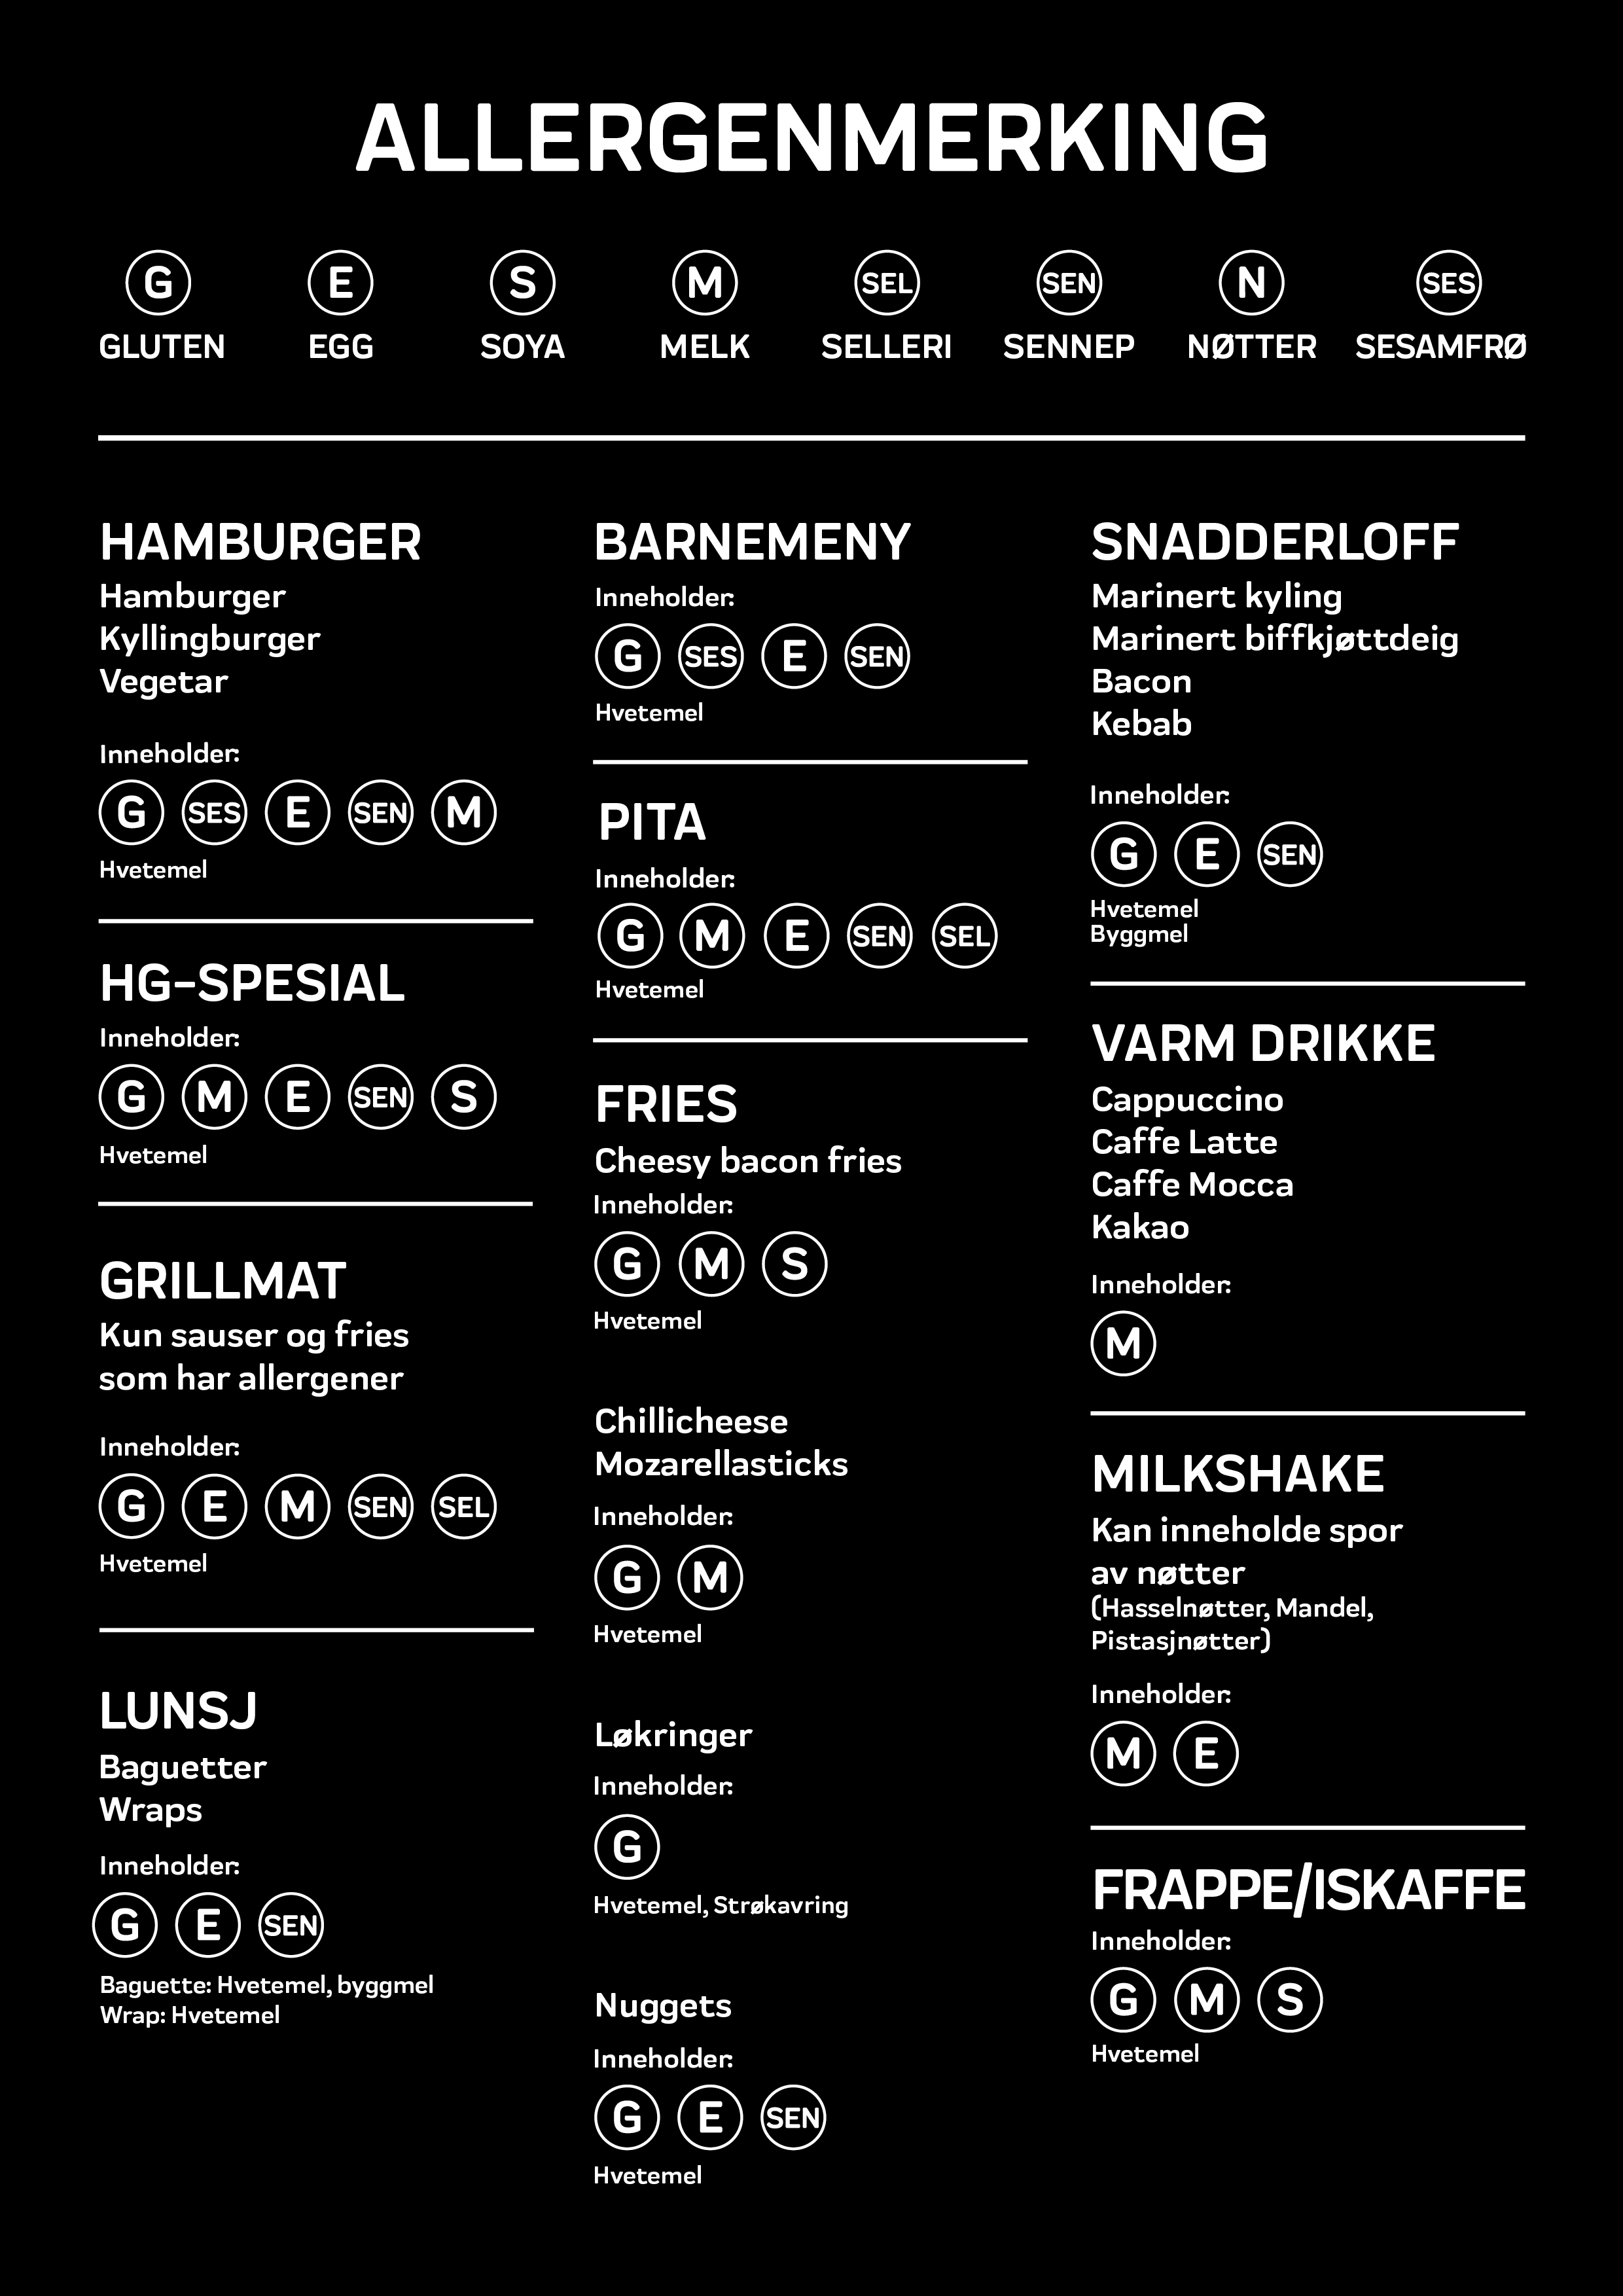 ALLERGENMERKING
G E S M SEL SEN N SES
GLUTEN EGG SOYA MELK SELLERI SENNEP NØTTER SESAMFRØ
HAMBURGER
Hamburger
Kyllingburger
Vegetar
Inneholder:
G SES E SEN M
Hvetemel
HG-SPESIAL
Inneholder:
G M E SEN S
Hvetemel
GRILLMAT
Kun sauser og fries
som har allergener
Inneholder:
G E M SEN SEL
Hvetemel
LUNSJ
Baguetter
Wraps
Inneholder:
G E SEN
Baguette: Hvetemel, byggmel
Wrap: Hvetemel
BARNEMENY
Inneholder:
G SES E SEN
Hvetemel
PITA
Inneholder:
G M E SEN SEL
Hvetemel
FRIES
Cheesy bacon fries
Inneholder:
G M S
Hvetemel
Chillicheese
Mozarellasticks
Inneholder:
G M
Hvetemel
Løkringer
Inneholder:
G
Hvetemel, Strøkavring
Nuggets
Inneholder:
G E SEN
Hvetemel
SNADDERLOFF
Marinert kyling
Marinert biffkjøttdeig
Bacon
Kebab
Inneholder:
G E SEN
Hvetemel
Byggmel
VARM DRIKKE
Cappuccino
Caffe Latte
Caffe Mocca
Kakao
Inneholder:
M
MILKSHAKE
Kan inneholde spor
av nøtter
(Hasselnøtter, Mandel,
Pistasjnøtter)
Inneholder:
M E
FRAPPE/ISKAFFE
Inneholder:
G M S
Hvetemel